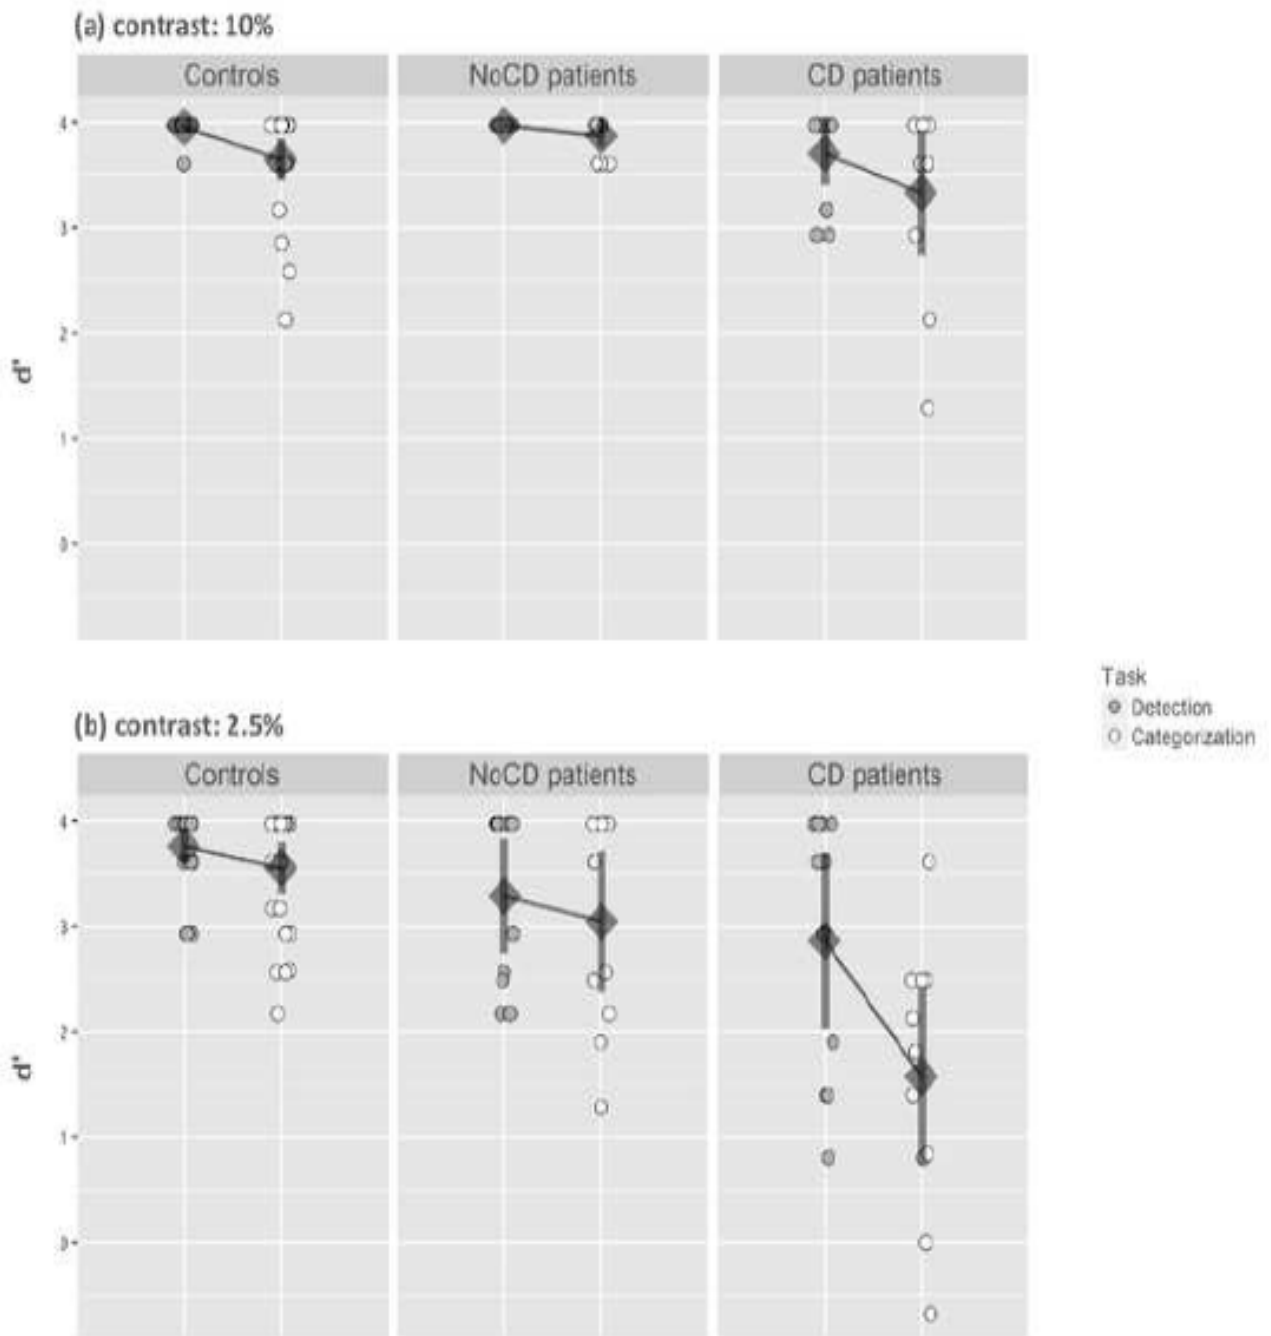 (a) contrast: 10%
Controls NoCD patients CD patients
4
3
2
1
0
d'
Task
Detection
Categorization
(b) contrast: 2.5%
Controls NoCD patients CD patients
4
3
2
1
0
d'